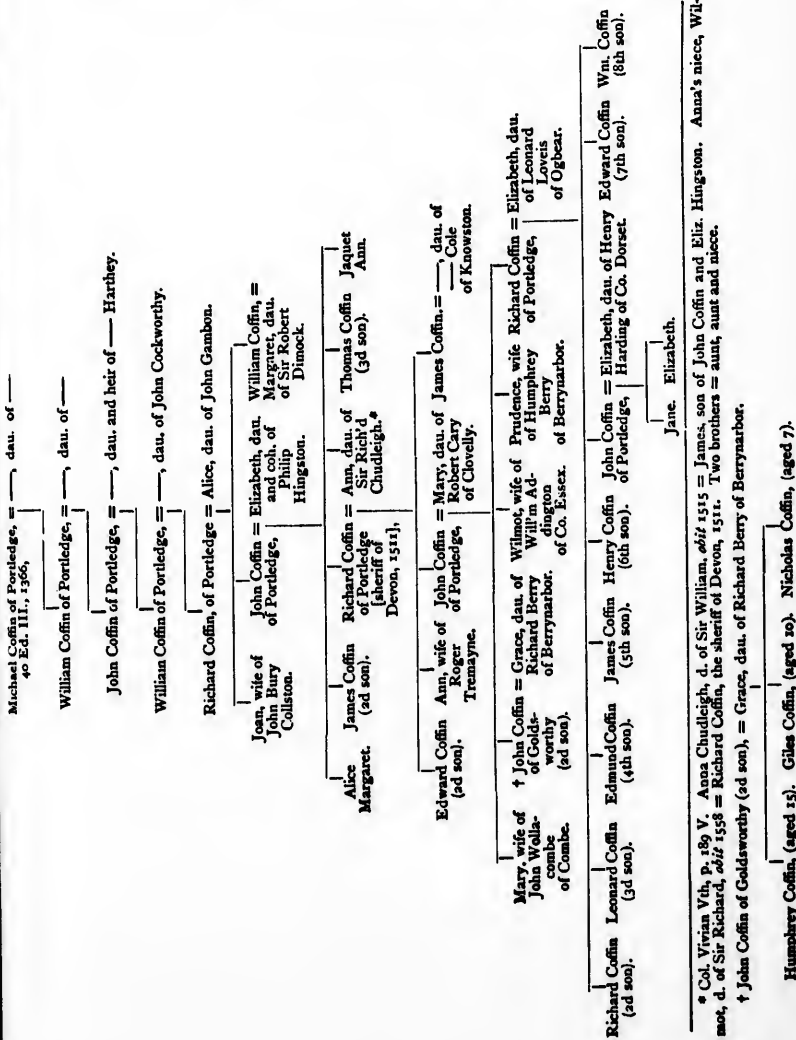 Michael Coffin of Portledge, = ——, dau. of ——
40 Ed. III., 1366,
William Coffin of Portledge, = ——, dau. of ——
John Coffin of Portledge, = ——, dau. and heir of —— Harthey.
William Coffin of Portledge, = ——, dau. of John Cockworthy.
Richard Coffin, of Portledge = Alice, dau. of John Gambon.
Joan, wife of
John Bury
Collston.
John Coffin = Elizabeth, dau.
of Portledge, and coh. of
Philip
Hingston.
William Coffin, =
Margaret, dau.
of Sir Robert
Dimock.
Alice
Margaret.
James Coffin
(2d son).
Richard Coffin = Ann, dau. of
of Portledge Sir Rich'd
[sheriff of Chudleigh.*
Devon, 1511],
Thomas Coffin
(3d son).
Jaquet
Ann.
Edward Coffin
(2d son).
Ann, wife of
Roger
Tremayne.
John Coffin = Mary, dau. of
of Portledge, Robert Cary
of Clovelly.
James Coffin. = ——, dau. of
—— Cole
of Knowston.
Mary, wife of
John Wolla-
combe
of Combe.
† John Coffin = Grace, dau. of
of Golds- Richard Berry
worthy of Berrynarbor.
(2d son).
Wilmot, wife of
Will'm Ad-
dington
of Co. Essex.
Prudence, wife
of Humphrey
Berry
of Berrynarbor.
Richard Coffin = Elizabeth, dau.
of Portledge, of Leonard
Loveis
of Ogbear.
Richard Coffin
(2d son).
Leonard Coffin
(3d son).
Edmund Coffin
(4th son).
James Coffin
(5th son).
Henry Coffin
(6th son).
John Coffin = Elizabeth, dau. of Henry
of Portledge, Harding of Co. Dorset.
Edward Coffin
(7th son).
Wm. Coffin
(8th son).
Jane. Elizabeth.
* Col. Vivian Vth, p. 189 V. Anna Chudleigh, d. of Sir William, obit 1515 = James, son of John Coffin and Eliz. Hingston. Anna's niece, Wil-
mot, d. of Sir Richard, obit 1558 = Richard Coffin, the sheriff of Devon, 1511. Two brothers = aunt, aunt and niece.
† John Coffin of Goldsworthy (2d son), = Grace, dau. of Richard Berry of Berrynarbor.
Humphrey Coffin, (aged 15). Giles Coffin, (aged 10). Nicholas Coffin, (aged 7).